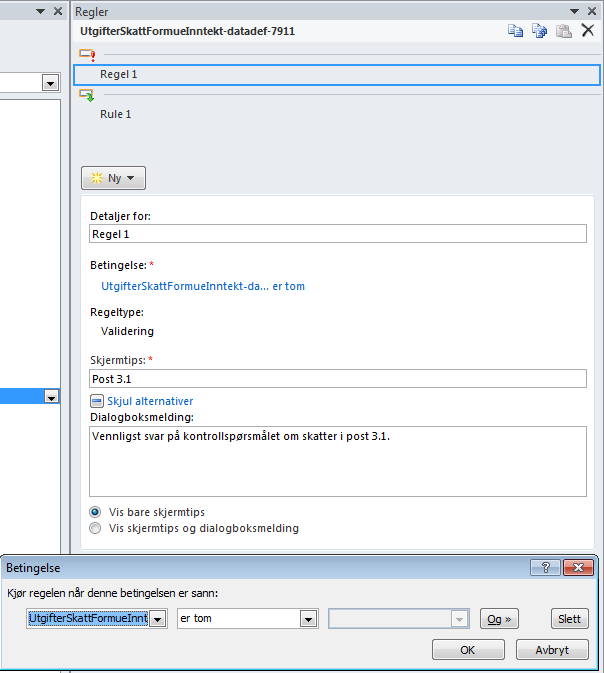 Regler
UtgifterSkattFormueInntekt-datadef-7911
Regel 1
Rule 1
Ny
Detaljer for:
Regel 1
Betingelse: *
UtgifterSkattFormueInntekt-da... er tom
Regeltype:
Validering
Skjermtips: *
Post 3.1
Skjul alternativer
Dialogboksmelding:
Vennligst svar på kontrollspørsmålet om skatter i post 3.1.
Vis bare skjermtips
Vis skjermtips og dialogboksmelding
Betingelse
Kjør regelen når denne betingelsen er sann:
UtgifterSkattFormueInnt er tom Og » Slett
OK Avbryt